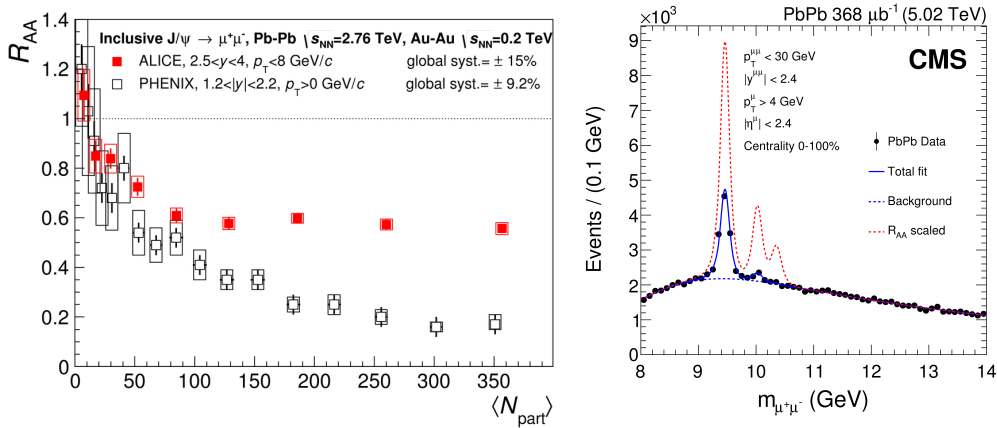 R_AA
Inclusive J/ψ → μ⁺μ⁻, Pb-Pb √s_NN=2.76 TeV, Au-Au √s_NN=0.2 TeV
ALICE, 2.5<y<4, p_T<8 GeV/c global syst.= ± 15%
PHENIX, 1.2<|y|<2.2, p_T>0 GeV/c global syst.= ± 9.2%
1.4
1.2
1
0.8
0.6
0.4
0.2
0
0 50 100 150 200 250 300 350
⟨N_part⟩
×10³
PbPb 368 μb⁻¹ (5.02 TeV)
CMS
p_T^μμ < 30 GeV
|y^μμ| < 2.4
p_T^μ > 4 GeV
|η^μ| < 2.4
Centrality 0-100%
PbPb Data
Total fit
Background
R_AA scaled
Events / (0.1 GeV)
9
8
7
6
5
4
3
2
1
0
8 9 10 11 12 13 14
m_μ⁺μ⁻ (GeV)